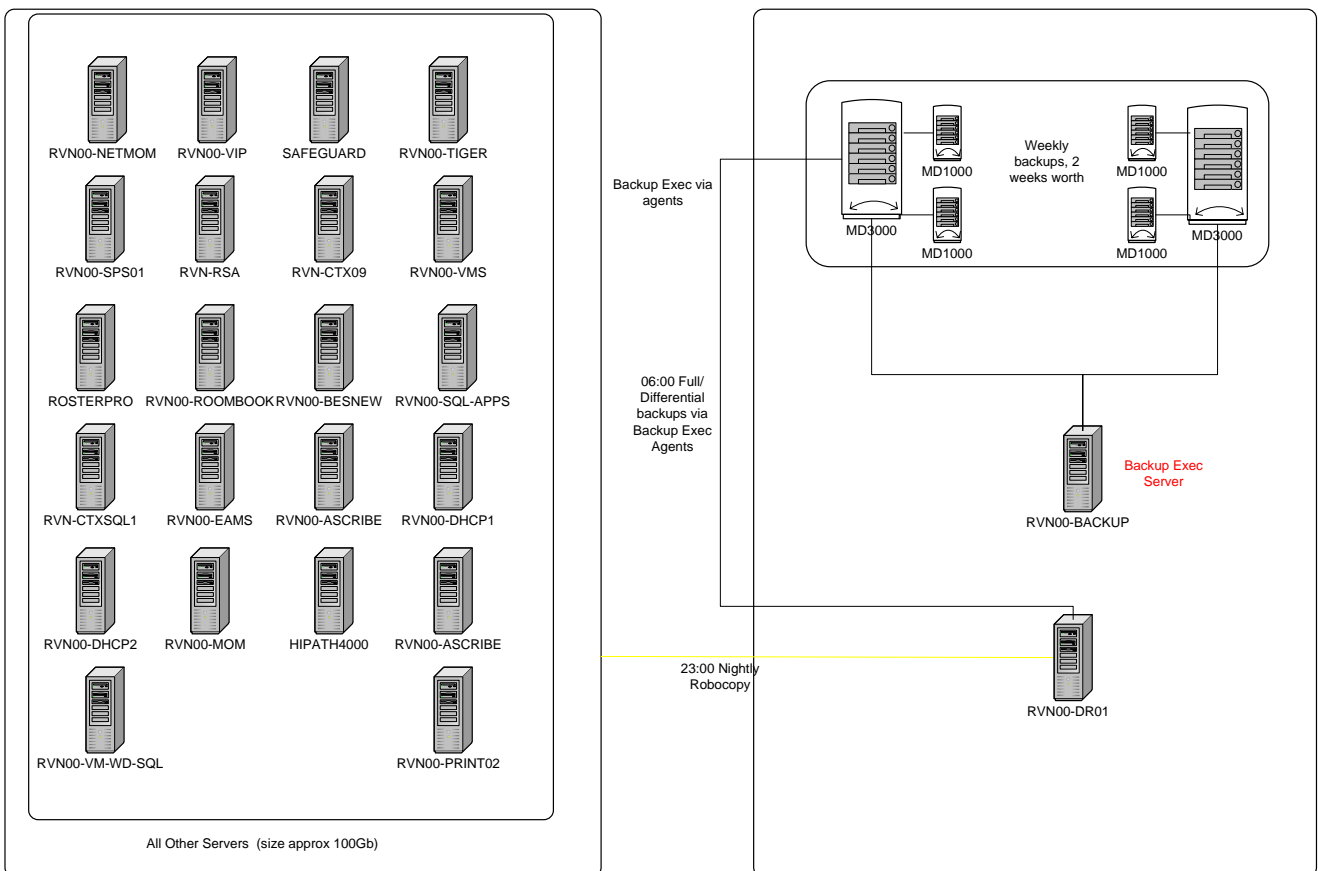 RVN00-NETMOM
RVN00-VIP
SAFEGUARD
RVN00-TIGER
RVN00-SPS01
RVN-RSA
RVN-CTX09
RVN00-VMS
ROSTERPRO
RVN00-ROOMBOOK
RVN00-BESNEW
RVN00-SQL-APPS
RVN-CTXSQL1
RVN00-EAMS
RVN00-ASCRIBE
RVN00-DHCP1
RVN00-DHCP2
RVN00-MOM
HIPATH4000
RVN00-ASCRIBE
RVN00-VM-WD-SQL
RVN00-PRINT02
All Other Servers (size approx 100Gb)
Backup Exec via
agents
06:00 Full/
Differential
backups via
Backup Exec
Agents
23:00 Nightly
Robocopy
MD3000
MD1000
MD1000
Weekly
backups, 2
weeks worth
MD1000
MD1000
MD3000
Backup Exec
Server
RVN00-BACKUP
RVN00-DR01